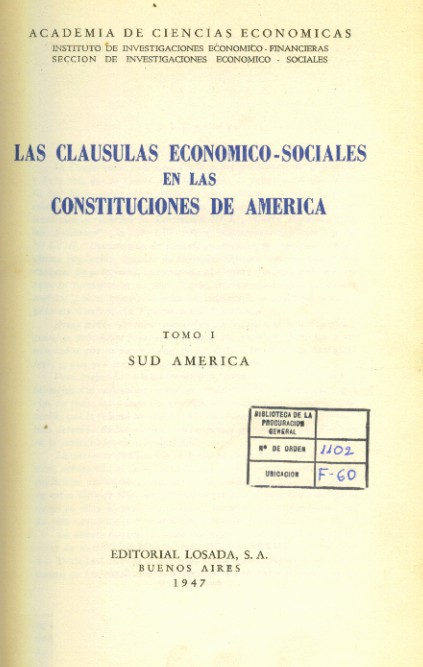 ACADEMIA DE CIENCIAS ECONOMICAS
INSTITUTO DE INVESTIGACIONES ECONOMICO - FINANCIERAS
SECCION DE INVESTIGACIONES ECONOMICO - SOCIALES
LAS CLAUSULAS ECONOMICO-SOCIALES
EN LAS
CONSTITUCIONES DE AMERICA
TOMO I
SUD AMERICA
BIBLIOTECA DE LA
PROCURACION
GENERAL
Nº DE ORDEN 1102
UBICACION F-60
EDITORIAL LOSADA, S. A.
BUENOS AIRES
1947